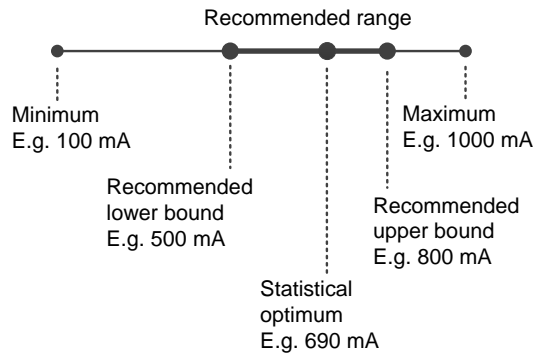 Recommended range
Minimum
E.g. 100 mA
Maximum
E.g. 1000 mA
Recommended
lower bound
E.g. 500 mA
Recommended
upper bound
E.g. 800 mA
Statistical
optimum
E.g. 690 mA